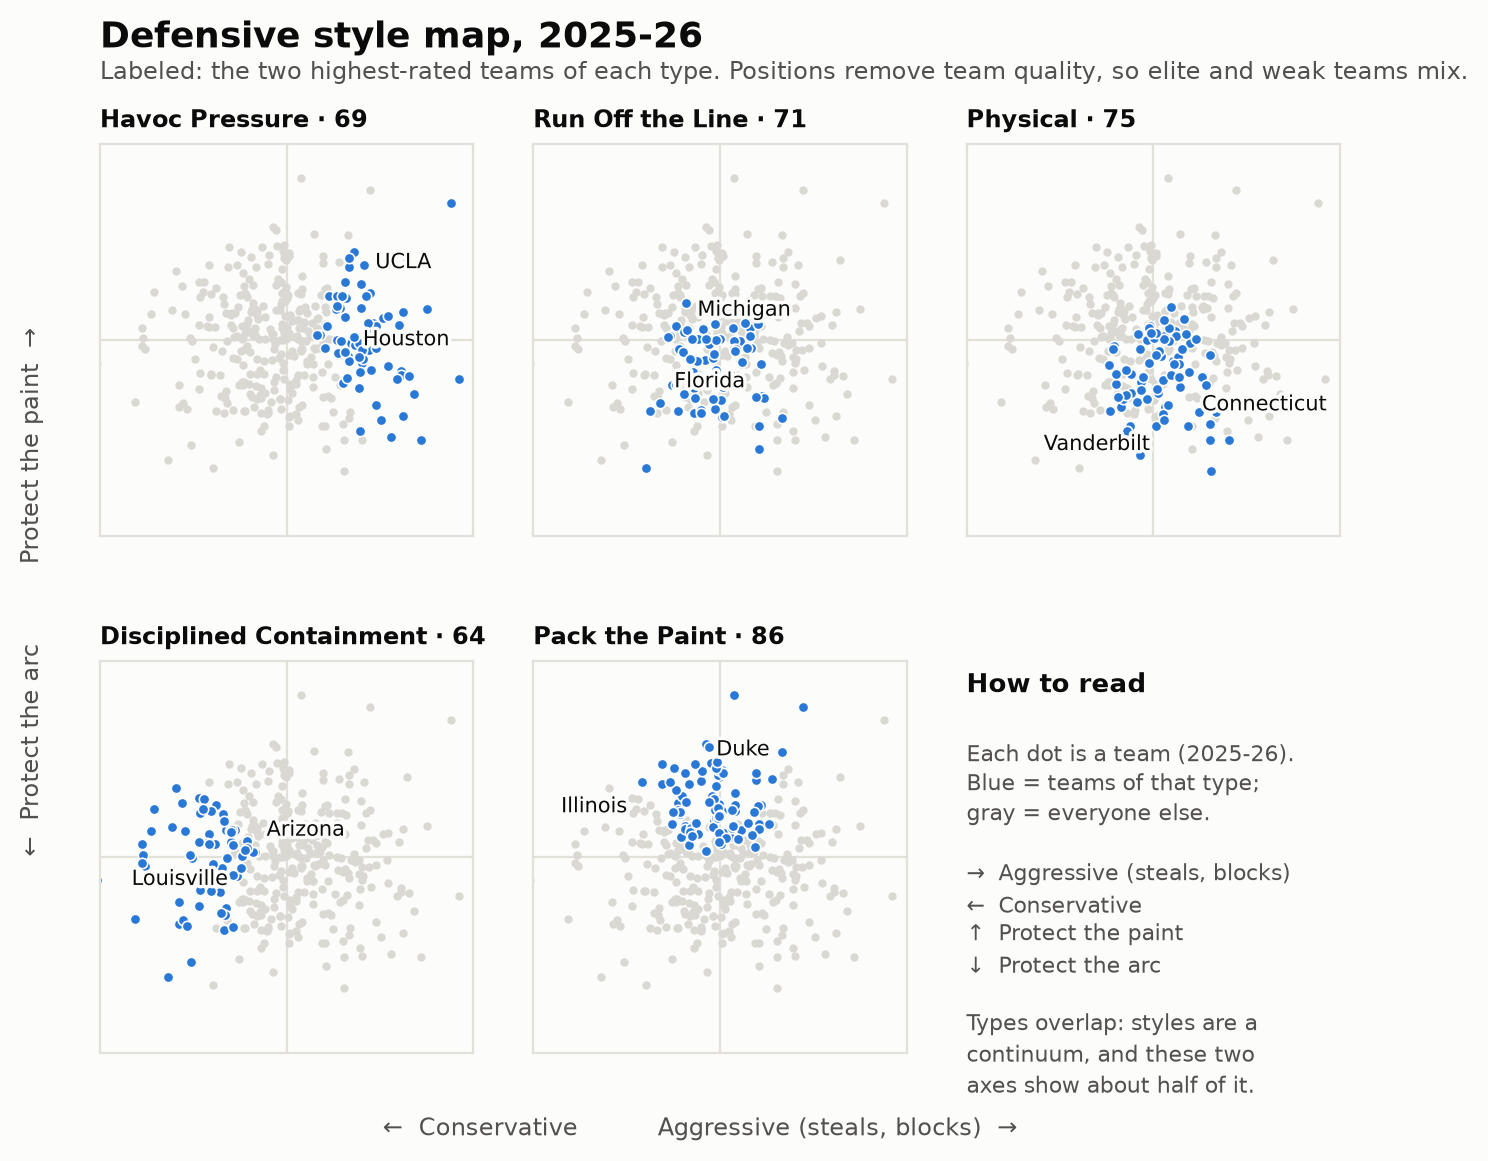 Defensive style map, 2025-26
Labeled: the two highest-rated teams of each type. Positions remove team quality, so elite and weak teams mix.
Havoc Pressure · 69
Run Off the Line · 71
Physical · 75
UCLA
Houston
Michigan
Florida
Connecticut
Vanderbilt
Protect the paint →
← Protect the arc
Disciplined Containment · 64
Pack the Paint · 86
Arizona
Louisville
Duke
Illinois
How to read
Each dot is a team (2025-26).
Blue = teams of that type;
gray = everyone else.
→ Aggressive (steals, blocks)
← Conservative
↑ Protect the paint
↓ Protect the arc
Types overlap: styles are a
continuum, and these two
axes show about half of it.
← Conservative
Aggressive (steals, blocks) →